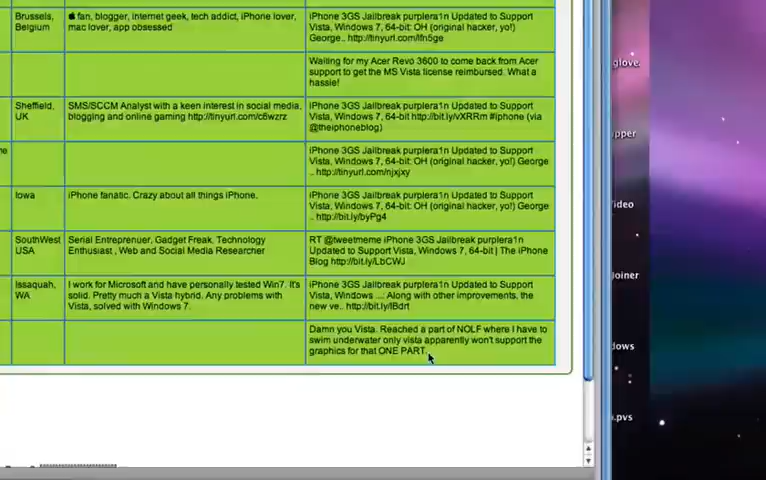 Brussels,
Belgium
fan, blogger, internet geek, tech addict, iPhone lover,
mac lover, app obsessed
iPhone 3GS Jailbreak purplera1n Updated to Support
Vista, Windows 7, 64-bit: OH (original hacker, yo!)
George.. http://tinyurl.com/lfn5ge
Waiting for my Acer Revo 3600 to come back from Acer
support to get the MS Vista license reimbursed. What a
hassle!
Sheffield,
UK
SMS/SCCM Analyst with a keen interest in social media,
blogging and online gaming http://tinyurl.com/c6wzrz
iPhone 3GS Jailbreak purplera1n Updated to Support
Vista, Windows 7, 64-bit http://bit.ly/vXRRm #iphone (via
@theiphoneblog)
me
iPhone 3GS Jailbreak purplera1n Updated to Support
Vista, Windows 7, 64-bit: OH (original hacker, yo!) George
.. http://tinyurl.com/njxjxy
Iowa
iPhone fanatic. Crazy about all things iPhone.
iPhone 3GS Jailbreak purplera1n Updated to Support
Vista, Windows 7, 64-bit: OH (original hacker, yo!) George
.. http://bit.ly/byPg4
SouthWest
USA
Serial Entreprenuer, Gadget Freak, Technology
Enthusiast , Web and Social Media Researcher
RT @tweetmeme iPhone 3GS Jailbreak purplera1n
Updated to Support Vista, Windows 7, 64-bit | The iPhone
Blog http://bit.ly/LbCWJ
Issaquah,
WA
I work for Microsoft and have personally tested Win7. It's
solid. Pretty much a Vista hybrid. Any problems with
Vista, solved with Windows 7.
iPhone 3GS Jailbreak purplera1n Updated to Support
Vista, Windows ...: Along with other improvements, the
new ve.. http://bit.ly/IBdrt
Damn you Vista. Reached a part of NOLF where I have to
swim underwater only vista apparently won't support the
graphics for that ONE PART.
glove.
pper
ideo
oiner
ows
.pvs